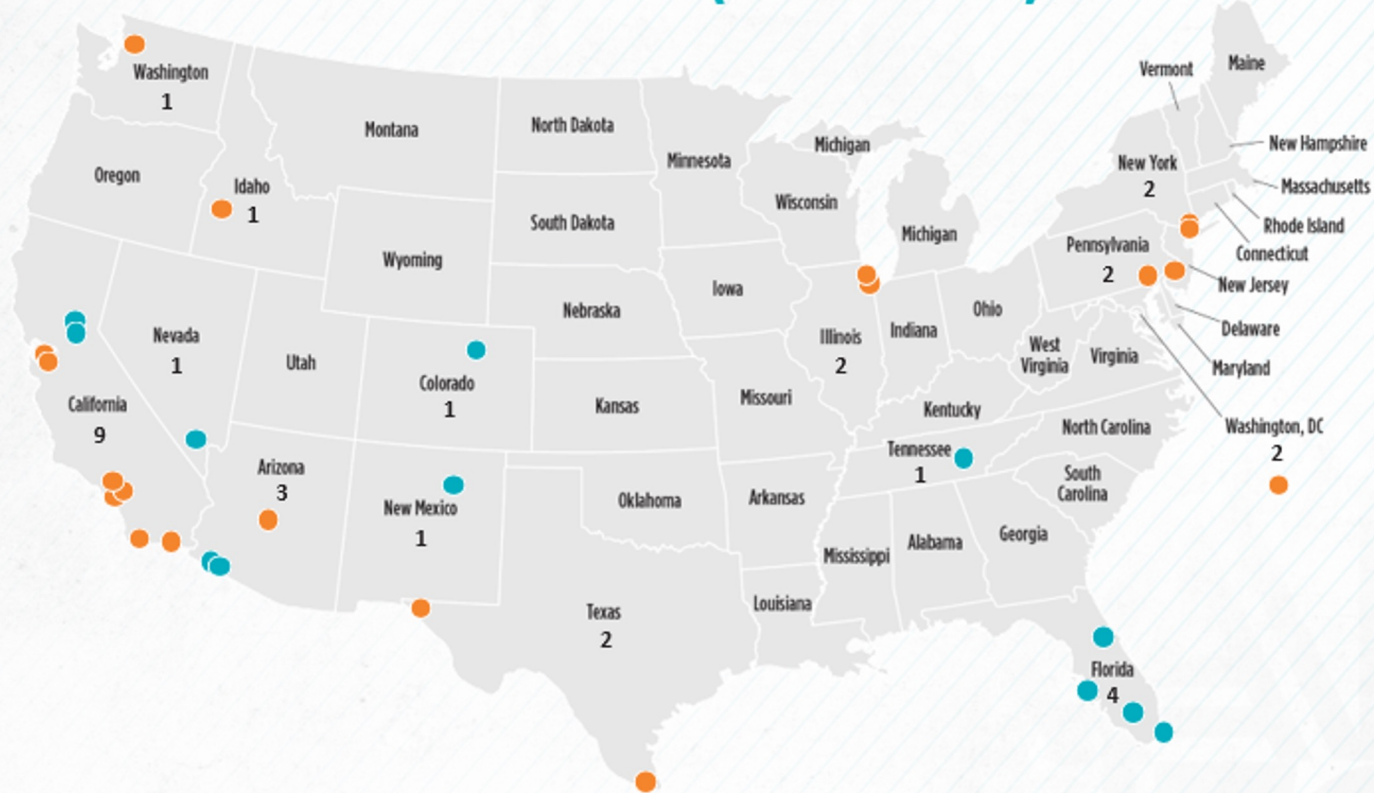 Maine
Vermont
Washington
1
Montana
North Dakota
Minnesota
Michigan
New Hampshire
New York
2
Oregon
Idaho
1
Massachusetts
Wisconsin
South Dakota
Rhode Island
Michigan
Pennsylvania
2
Connecticut
Wyoming
New Jersey
Iowa
Nebraska
Ohio
Delaware
Nevada
1
Illinois
2
Indiana
West
Virginia
Virginia
Utah
Maryland
Colorado
1
California
9
Kansas
Missouri
Kentucky
North Carolina
Washington, DC
2
Tennessee
1
Arizona
3
South
Carolina
New Mexico
1
Oklahoma
Arkansas
Georgia
Alabama
Mississippi
Louisiana
Texas
2
Florida
4